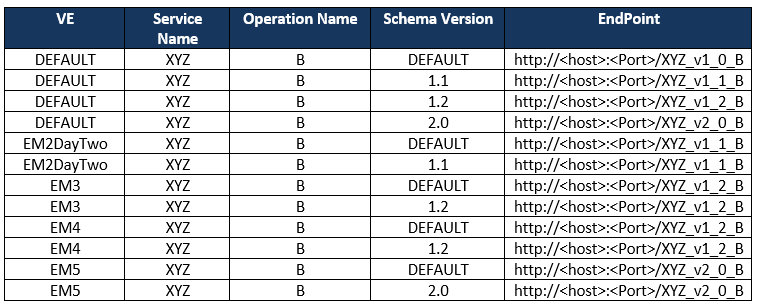 VE Service Name Operation Name Schema Version EndPoint
DEFAULT XYZ B DEFAULT http://<host>:<Port>/XYZ_v1_0_B
DEFAULT XYZ B 1.1 http://<host>:<Port>/XYZ_v1_1_B
DEFAULT XYZ B 1.2 http://<host>:<Port>/XYZ_v1_2_B
DEFAULT XYZ B 2.0 http://<host>:<Port>/XYZ_v2_0_B
EM2DayTwo XYZ B DEFAULT http://<host>:<Port>/XYZ_v1_1_B
EM2DayTwo XYZ B 1.1 http://<host>:<Port>/XYZ_v1_1_B
EM3 XYZ B DEFAULT http://<host>:<Port>/XYZ_v1_2_B
EM3 XYZ B 1.2 http://<host>:<Port>/XYZ_v1_2_B
EM4 XYZ B DEFAULT http://<host>:<Port>/XYZ_v1_2_B
EM4 XYZ B 1.2 http://<host>:<Port>/XYZ_v1_2_B
EM5 XYZ B DEFAULT http://<host>:<Port>/XYZ_v2_0_B
EM5 XYZ B 2.0 http://<host>:<Port>/XYZ_v2_0_B